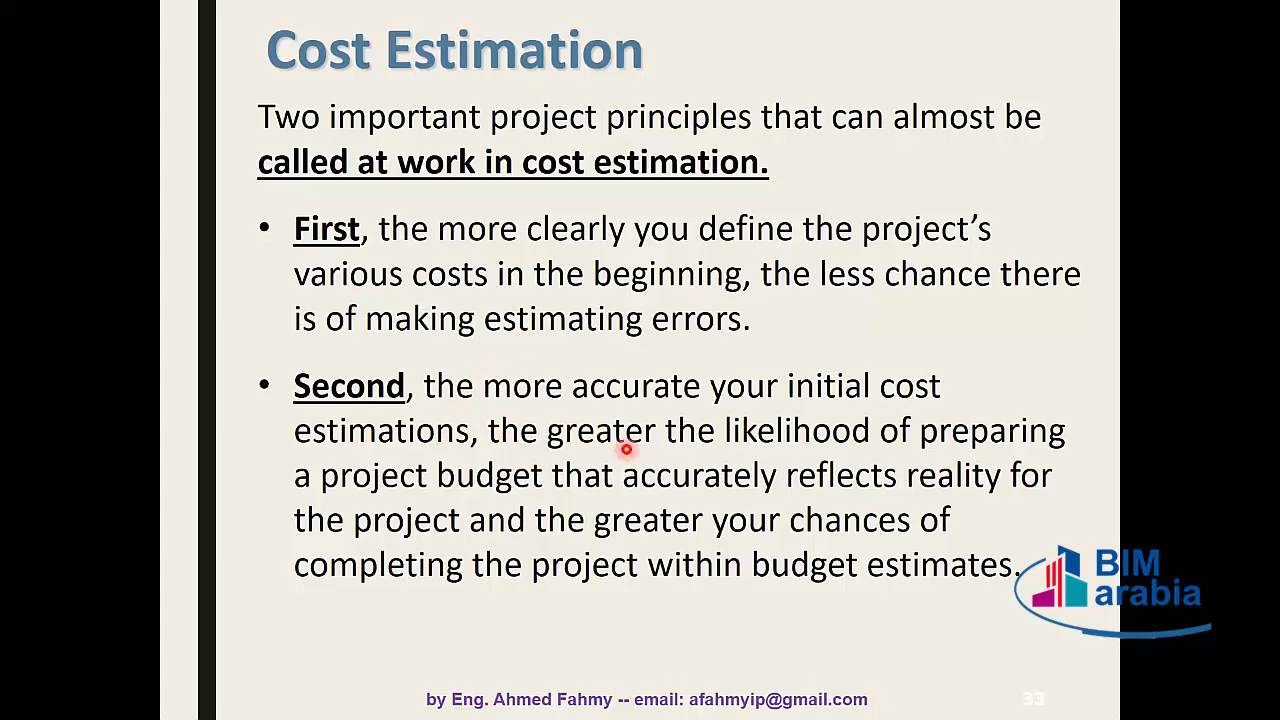 Cost Estimation
Two important project principles that can almost be
called at work in cost estimation.
• First, the more clearly you define the project’s
various costs in the beginning, the less chance there
is of making estimating errors.
• Second, the more accurate your initial cost
estimations, the greater the likelihood of preparing
a project budget that accurately reflects reality for
the project and the greater your chances of
completing the project within budget estimates.
BIM
arabia
by Eng. Ahmed Fahmy -- email: afahmyip@gmail.com
33